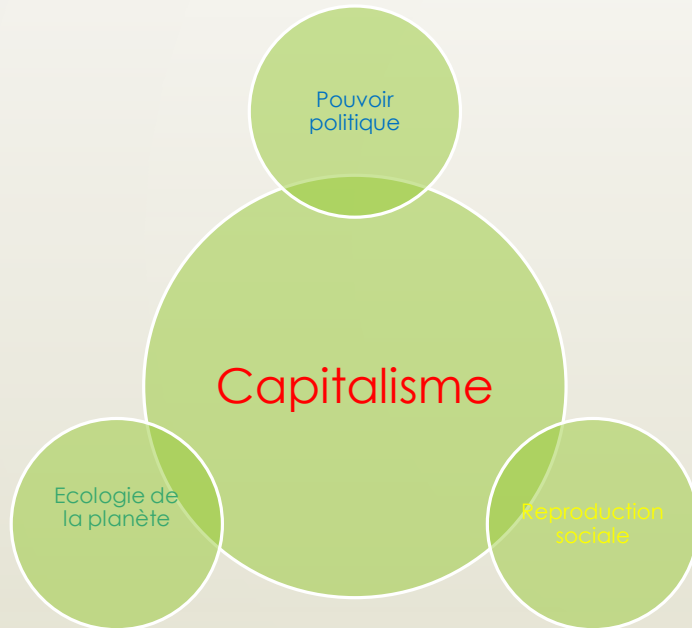 Pouvoir
politique
Capitalisme
Ecologie de
la planète
Reproduction
sociale